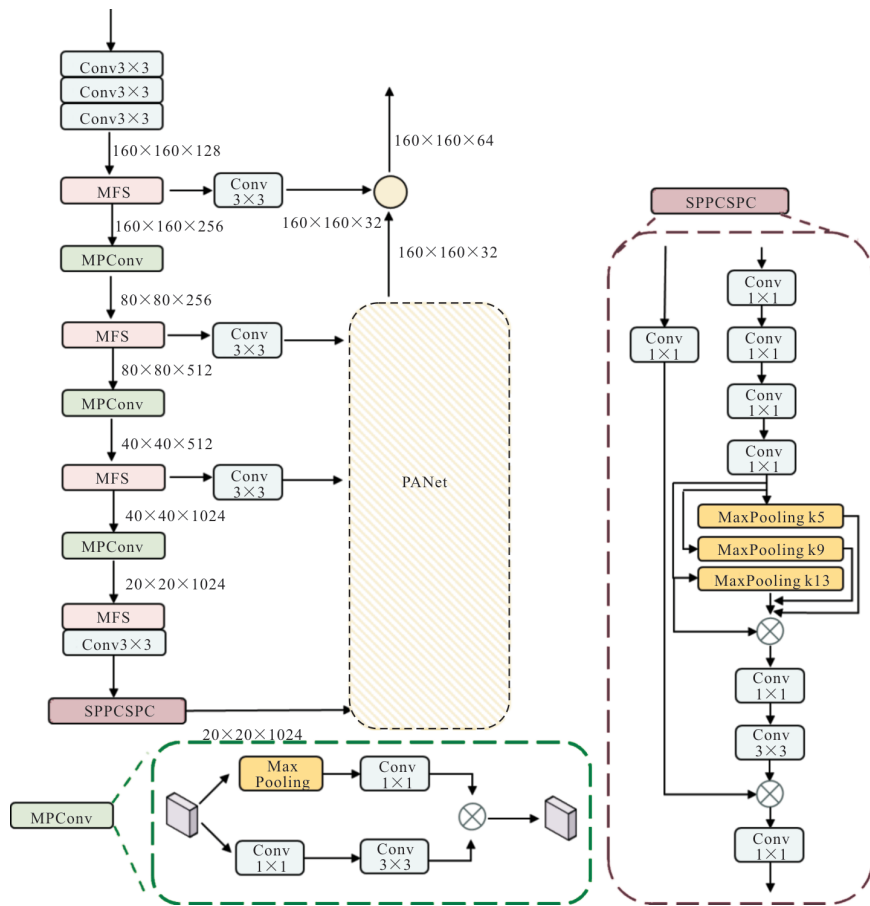 Conv3×3
Conv3×3
Conv3×3
160×160×128
MFS
Conv
3×3
160×160×64
160×160×256
160×160×32
160×160×32
MPConv
80×80×256
MFS
Conv
3×3
80×80×512
MPConv
40×40×512
MFS
Conv
3×3
PANet
40×40×1024
MPConv
20×20×1024
MFS
Conv3×3
SPPCSPC
20×20×1024
MPConv
Max
Pooling
Conv
1×1
Conv
1×1
Conv
3×3
SPPCSPC
Conv
1×1
Conv
1×1
Conv
1×1
Conv
1×1
Conv
1×1
MaxPooling k5
MaxPooling k9
MaxPooling k13
Conv
1×1
Conv
3×3
Conv
1×1